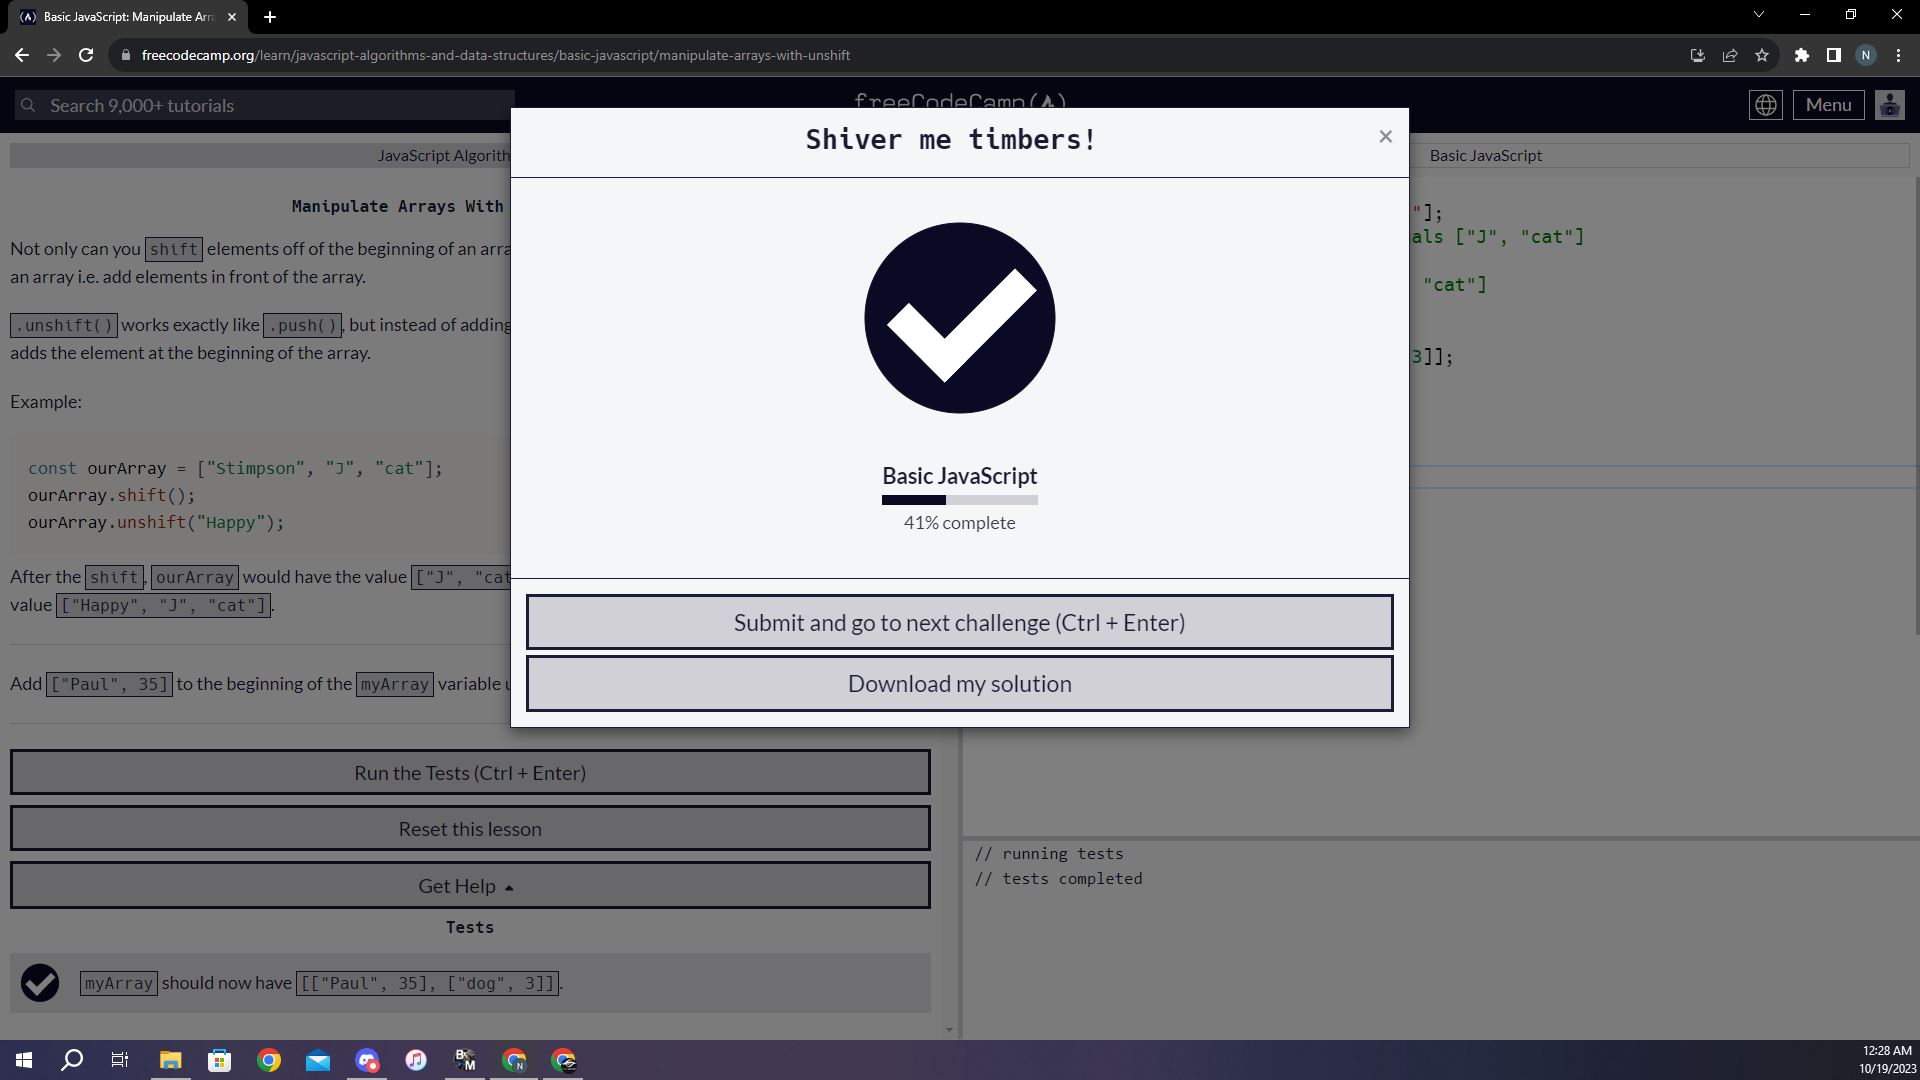 Basic JavaScript: Manipulate Arra
freecodecamp.org/learn/javascript-algorithms-and-data-structures/basic-javascript/manipulate-arrays-with-unshift
N
Search 9,000+ tutorials
freeCodeCamp(
Menu
JavaScript Algorith
Basic JavaScript
Manipulate Arrays With
Not only can you shift elements off of the beginning of an arra
an array i.e. add elements in front of the array.
.unshift() works exactly like .push(), but instead of adding
adds the element at the beginning of the array.
Example:
const ourArray = ["Stimpson", "J", "cat"];
ourArray.shift();
ourArray.unshift("Happy");
After the shift, ourArray would have the value ["J", "cat
value ["Happy", "J", "cat"].
Add ["Paul", 35] to the beginning of the myArray variable u
Run the Tests (Ctrl + Enter)
Reset this lesson
Get Help
Tests
myArray should now have [["Paul", 35], ["dog", 3]].
Shiver me timbers!
×
Basic JavaScript
41% complete
Submit and go to next challenge (Ctrl + Enter)
Download my solution
"];
als ["J", "cat"]
"cat"]
3]];
// running tests
// tests completed
B
M
N
12:28 AM
10/19/2023